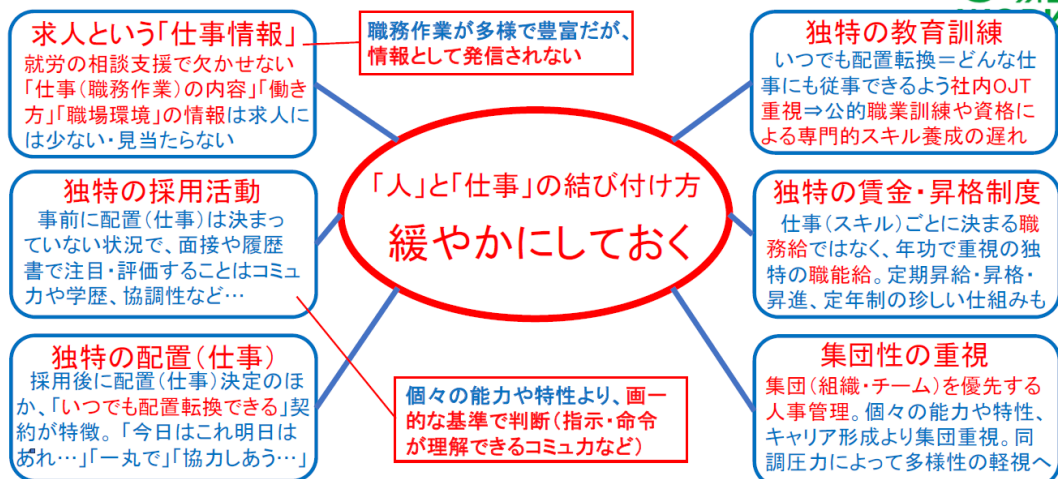 求人という「仕事情報」
就労の相談支援で欠かせない
「仕事(職務作業)の内容」「働き
方」「職場環境」の情報は求人に
は少ない・見当たらない
職務作業が多様で豊富だが、
情報として発信されない
独特の教育訓練
いつでも配置転換=どんな仕
事にも従事できるよう社内OJT
重視⇒公的職業訓練や資格に
よる専門的スキル養成の遅れ
「人」と「仕事」の結び付け方
緩やかにしておく
独特の採用活動
事前に配置(仕事)は決まっ
ていない状況で、面接や履歴
書で注目・評価することはコミュ
力や学歴、協調性など…
独特の賃金・昇格制度
仕事(スキル)ごとに決まる職
務給ではなく、年功で重視の独
特の職能給。定期昇給・昇格・
昇進、定年制の珍しい仕組みも
独特の配置(仕事)
採用後に配置(仕事)決定のほ
か、「いつでも配置転換できる」契
約が特徴。「今日はこれ明日は
あれ…」「一丸で」「協力しあう…」
個々の能力や特性より、画一
的な基準で判断(指示・命令
が理解できるコミュ力など)
集団性の重視
集団(組織・チーム)を優先する
人事管理。個々の能力や特性、
キャリア形成より集団重視。同
調圧力によって多様性の軽視へ